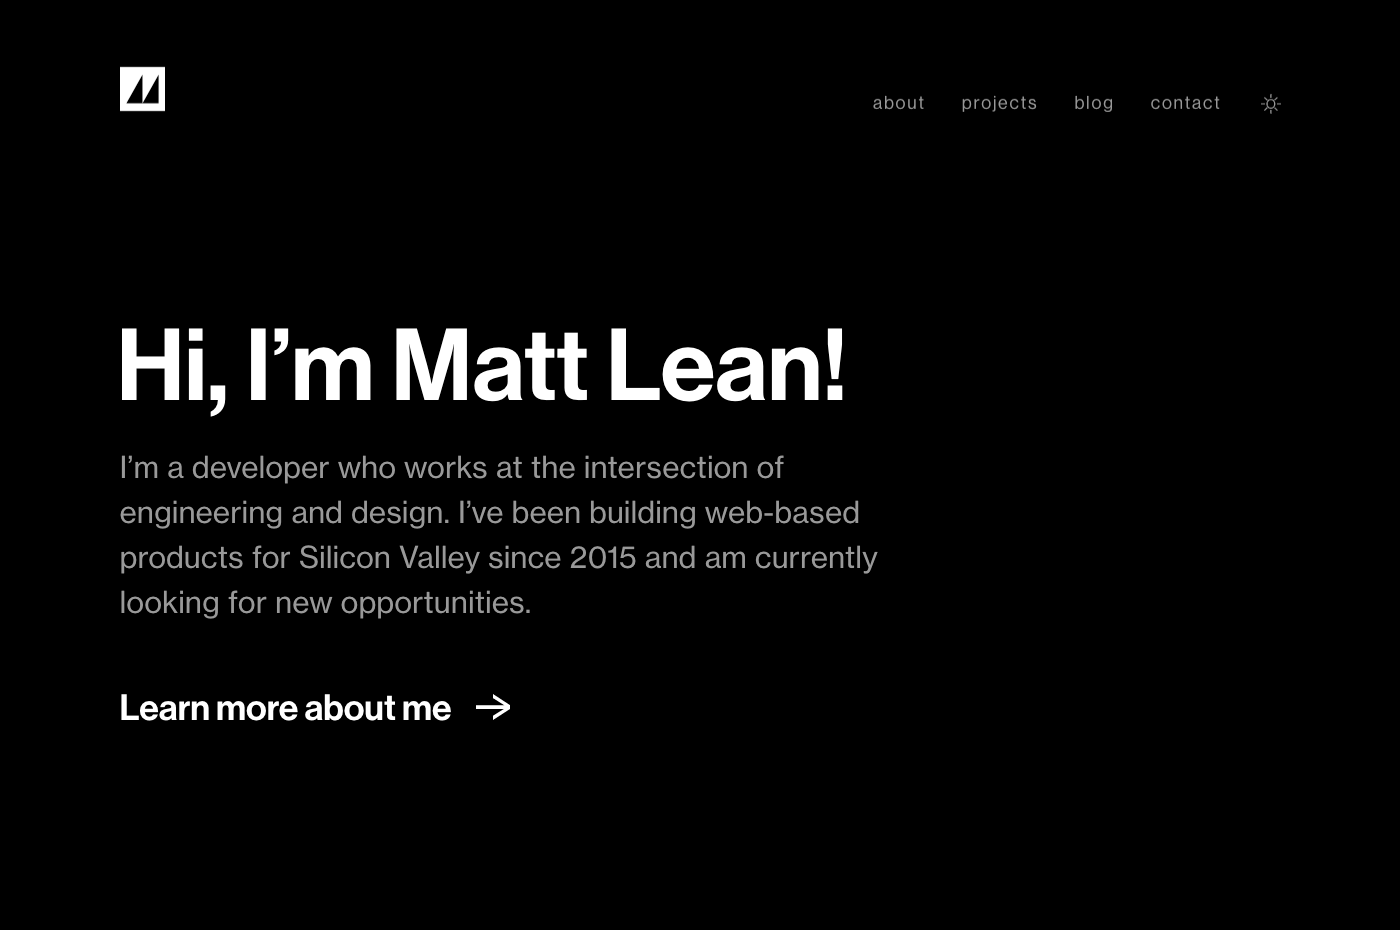 about projects blog contact
Hi, I’m Matt Lean!
I’m a developer who works at the intersection of
engineering and design. I’ve been building web-based
products for Silicon Valley since 2015 and am currently
looking for new opportunities.
Learn more about me